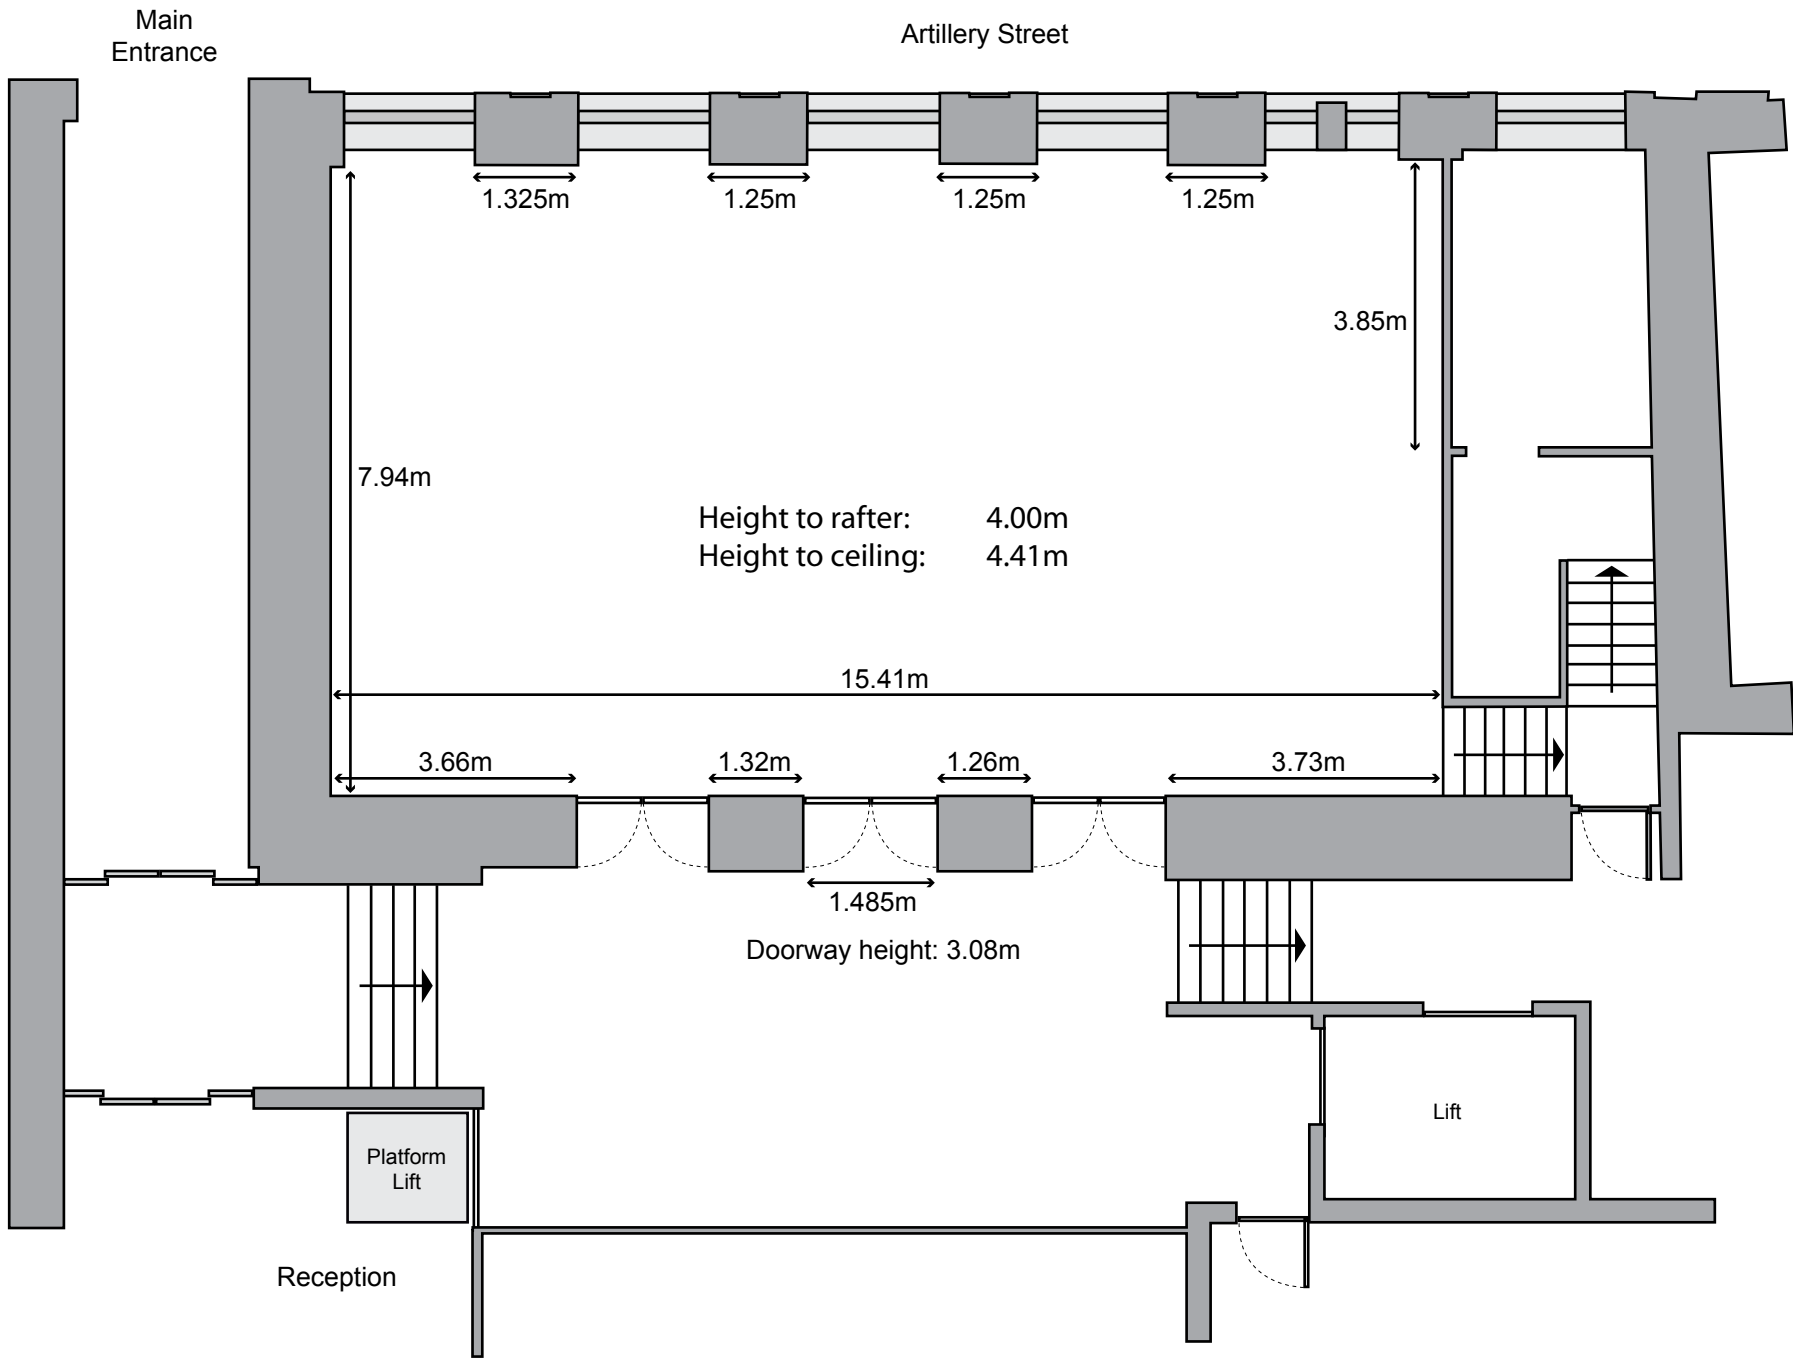 Main
Entrance
Artillery Street
1.325m
1.25m
1.25m
1.25m
3.85m
7.94m
Height to rafter: 4.00m
Height to ceiling: 4.41m
15.41m
3.66m
1.32m
1.26m
3.73m
1.485m
Doorway height: 3.08m
Lift
Platform
Lift
Reception